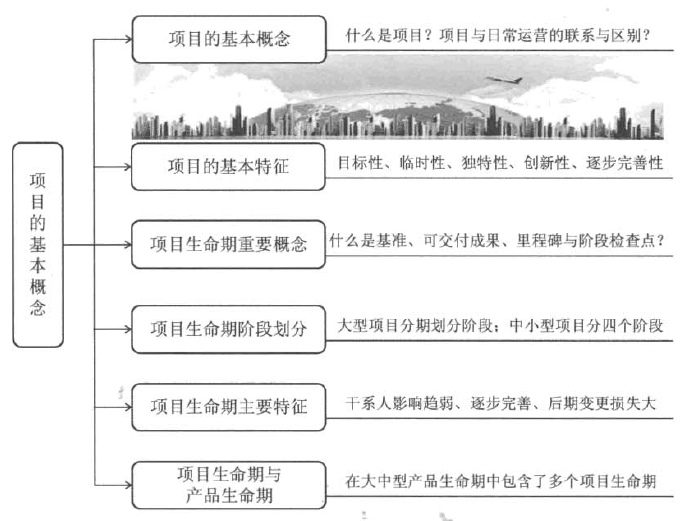 项目的基本概念
项目的基本概念
什么是项目？项目与日常运营的联系与区别？
项目的基本特征
目标性、临时性、独特性、创新性、逐步完善性
项目生命期重要概念
什么是基准、可交付成果、里程碑与阶段检查点？
项目生命期阶段划分
大型项目分期划分阶段；中小型项目分四个阶段
项目生命期主要特征
干系人影响趋弱、逐步完善、后期变更损失大
项目生命期与
产品生命期
在大中型产品生命期中包含了多个项目生命期